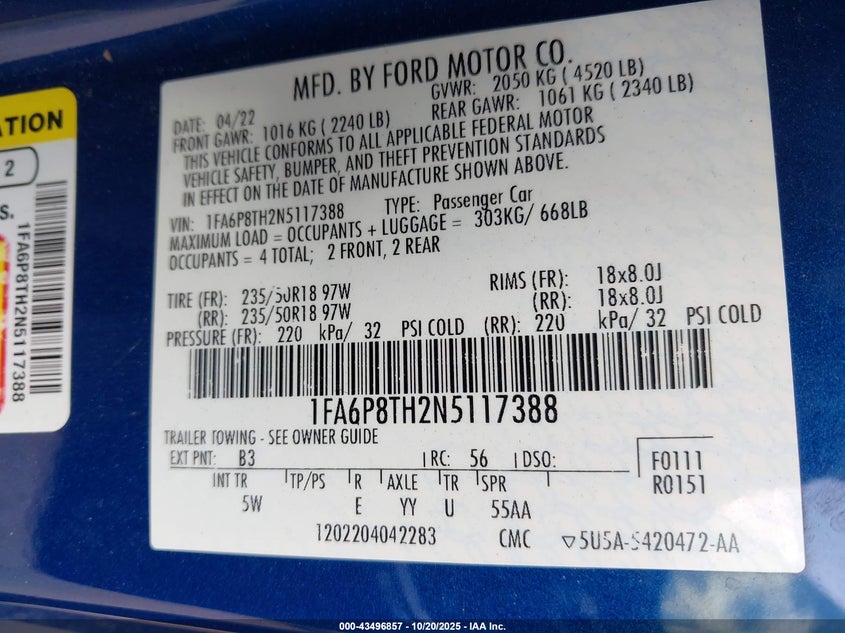 ATION
2
S.
1FA6P8TH2N5117388
MFD. BY FORD MOTOR CO.
DATE: 04/22 GVWR: 2050 KG ( 4520 LB)
FRONT GAWR: 1016 KG ( 2240 LB) REAR GAWR: 1061 KG ( 2340 LB)
THIS VEHICLE CONFORMS TO ALL APPLICABLE FEDERAL MOTOR
VEHICLE SAFETY, BUMPER, AND THEFT PREVENTION STANDARDS
IN EFFECT ON THE DATE OF MANUFACTURE SHOWN ABOVE.
VIN: 1FA6P8TH2N5117388 TYPE: Passenger Car
MAXIMUM LOAD = OCCUPANTS + LUGGAGE = 303KG/ 668LB
OCCUPANTS = 4 TOTAL; 2 FRONT, 2 REAR
TIRE (FR): 235/50R18 97W RIMS (FR): 18x8.0J
(RR): 235/50R18 97W (RR): 18x8.0J
PRESSURE (FR): 220 kPa/ 32 PSI COLD (RR): 220 kPa/ 32 PSI COLD
1FA6P8TH2N5117388
TRAILER TOWING - SEE OWNER GUIDE
EXT PNT: B3 RC: 56 DSO: F0111
INT TR TP/PS R AXLE TR SPR R0151
5W E YY U 55AA
1202204042283 CMC ▽5U5A-S420472-AA
000-43496857 - 10/20/2025 - IAA Inc.